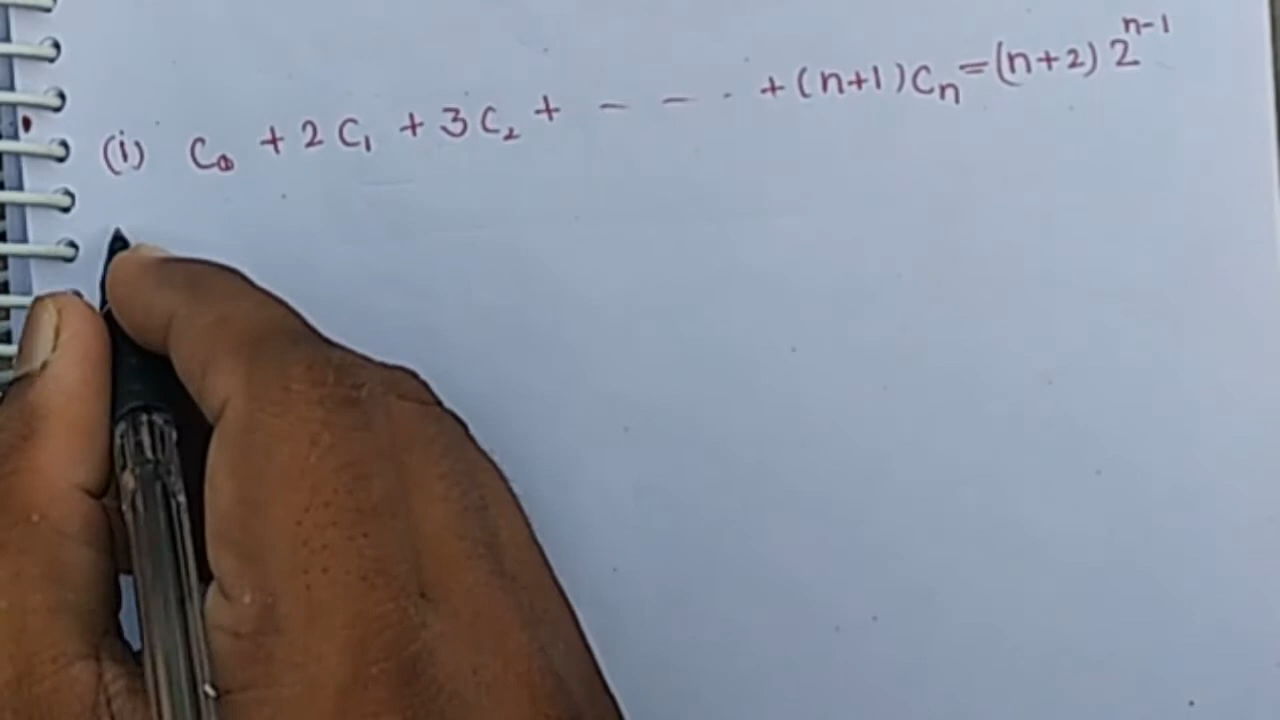 (i) C₀ + 2C₁ + 3C₂ + - - . + (n+1)Cₙ = (n+2) 2ⁿ⁻¹